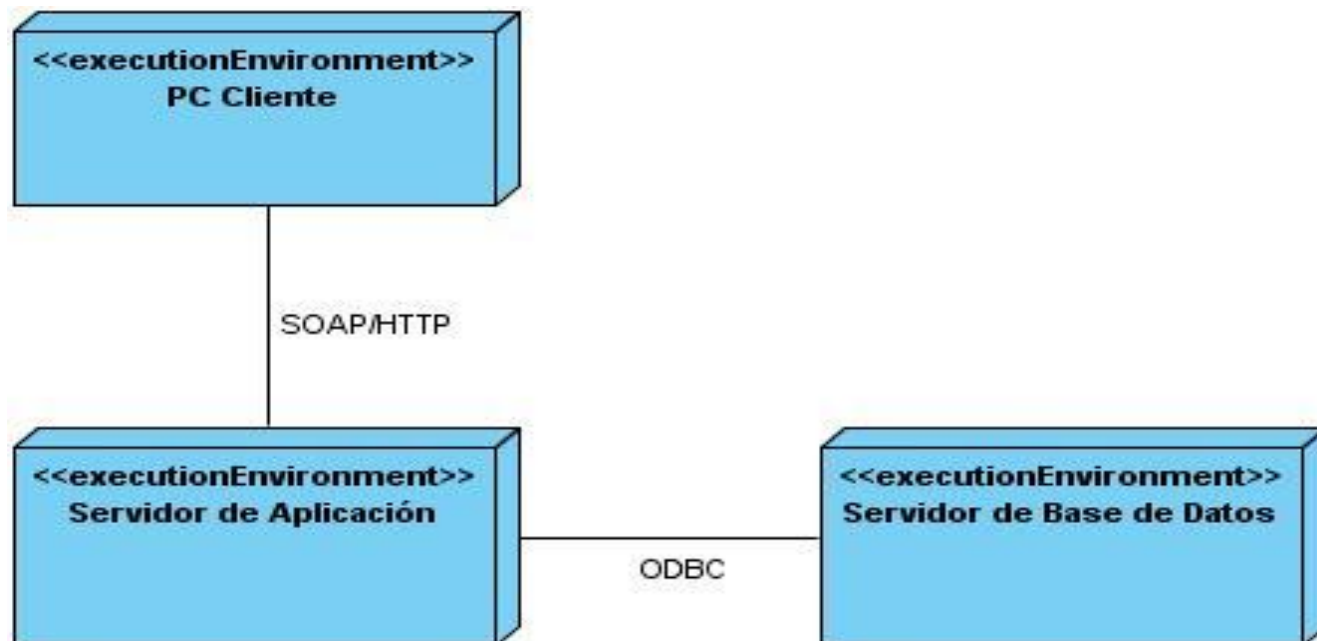 <<executionEnvironment>>
PC Cliente
SOAP/HTTP
<<executionEnvironment>>
Servidor de Aplicación
<<executionEnvironment>>
Servidor de Base de Datos
ODBC